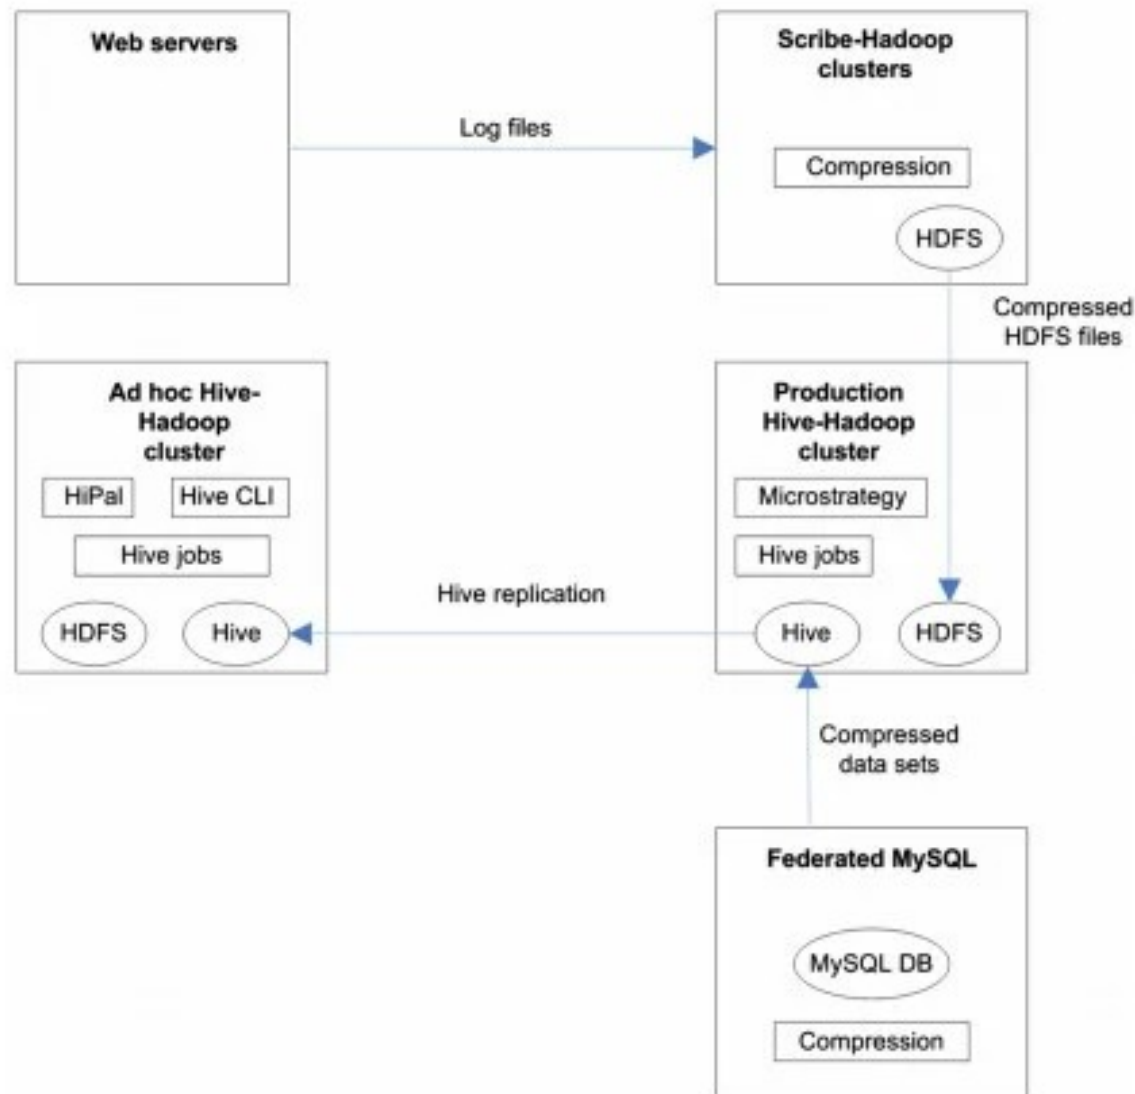 Web servers
Scribe-Hadoop
clusters
Log files
Compression
HDFS
Compressed
HDFS files
Ad hoc Hive-
Hadoop
cluster
HiPal
Hive CLI
Hive jobs
HDFS
Hive
Hive replication
Production
Hive-Hadoop
cluster
Microstrategy
Hive jobs
Hive
HDFS
Compressed
data sets
Federated MySQL
MySQL DB
Compression